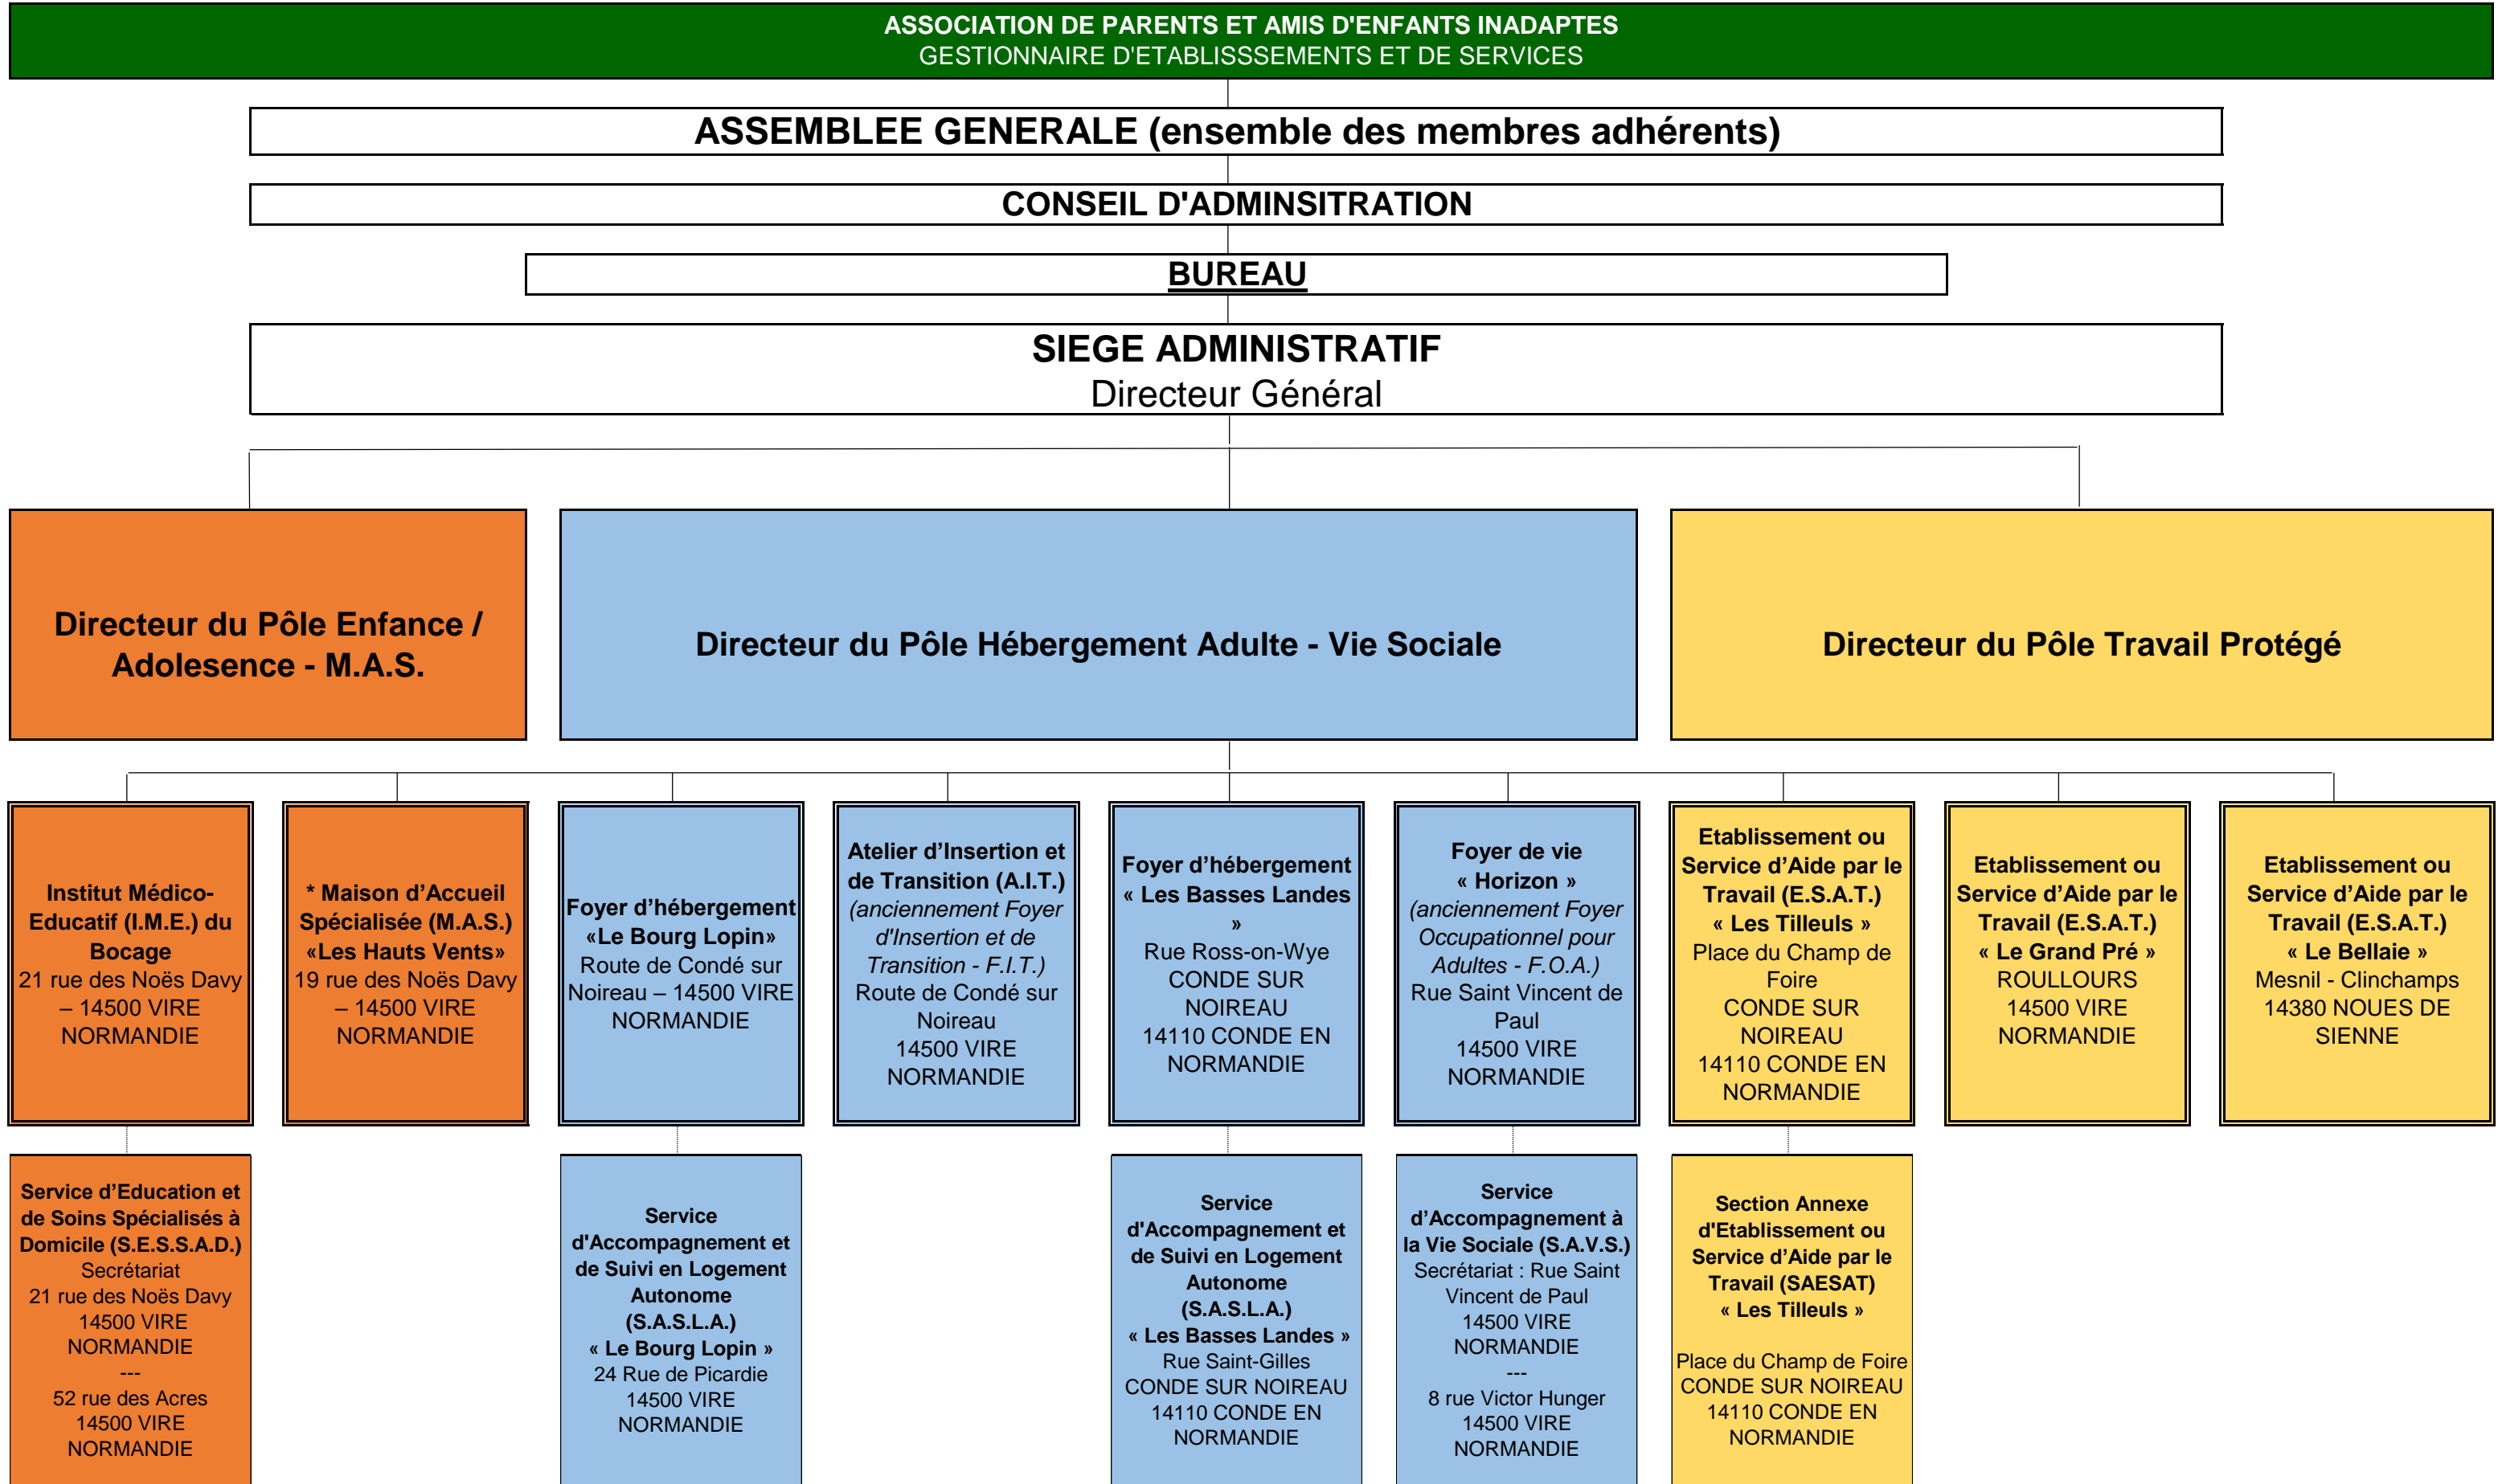 ASSOCIATION DE PARENTS ET AMIS D'ENFANTS INADAPTES
GESTIONNAIRE D'ETABLISSSEMENTS ET DE SERVICES
ASSEMBLEE GENERALE (ensemble des membres adhérents)
CONSEIL D'ADMINSITRATION
BUREAU
SIEGE ADMINISTRATIF
Directeur Général
Directeur du Pôle Enfance /
Adolesence - M.A.S.
Directeur du Pôle Hébergement Adulte - Vie Sociale
Directeur du Pôle Travail Protégé
Institut Médico-
Educatif (I.M.E.) du
Bocage
21 rue des Noës Davy
– 14500 VIRE
NORMANDIE
* Maison d’Accueil
Spécialisée (M.A.S.)
«Les Hauts Vents»
19 rue des Noës Davy
– 14500 VIRE
NORMANDIE
Foyer d’hébergement
«Le Bourg Lopin»
Route de Condé sur
Noireau – 14500 VIRE
NORMANDIE
Atelier d’Insertion et
de Transition (A.I.T.)
(anciennement Foyer
d'Insertion et de
Transition - F.I.T.)
Route de Condé sur
Noireau
14500 VIRE
NORMANDIE
Foyer d’hébergement
« Les Basses Landes
»
Rue Ross-on-Wye
CONDE SUR
NOIREAU
14110 CONDE EN
NORMANDIE
Foyer de vie
« Horizon »
(anciennement Foyer
Occupationnel pour
Adultes - F.O.A.)
Rue Saint Vincent de
Paul
14500 VIRE
NORMANDIE
Etablissement ou
Service d’Aide par le
Travail (E.S.A.T.)
« Les Tilleuls »
Place du Champ de
Foire
CONDE SUR
NOIREAU
14110 CONDE EN
NORMANDIE
Etablissement ou
Service d’Aide par le
Travail (E.S.A.T.)
« Le Grand Pré »
ROULLOURS
14500 VIRE
NORMANDIE
Etablissement ou
Service d’Aide par le
Travail (E.S.A.T.)
« Le Bellaie »
Mesnil - Clinchamps
14380 NOUES DE
SIENNE
Service d’Education et
de Soins Spécialisés à
Domicile (S.E.S.S.A.D.)
Secrétariat
21 rue des Noës Davy
14500 VIRE
NORMANDIE
---
52 rue des Acres
14500 VIRE
NORMANDIE
Service
d'Accompagnement et
de Suivi en Logement
Autonome
(S.A.S.L.A.)
« Le Bourg Lopin »
24 Rue de Picardie
14500 VIRE
NORMANDIE
Service
d'Accompagnement et
de Suivi en Logement
Autonome
(S.A.S.L.A.)
« Les Basses Landes »
Rue Saint-Gilles
CONDE SUR NOIREAU
14110 CONDE EN
NORMANDIE
Service
d’Accompagnement à
la Vie Sociale (S.A.V.S.)
Secrétariat : Rue Saint
Vincent de Paul
14500 VIRE
NORMANDIE
---
8 rue Victor Hunger
14500 VIRE
NORMANDIE
Section Annexe
d'Etablissement ou
Service d’Aide par le
Travail (SAESAT)
« Les Tilleuls »
Place du Champ de Foire
CONDE SUR NOIREAU
14110 CONDE EN
NORMANDIE